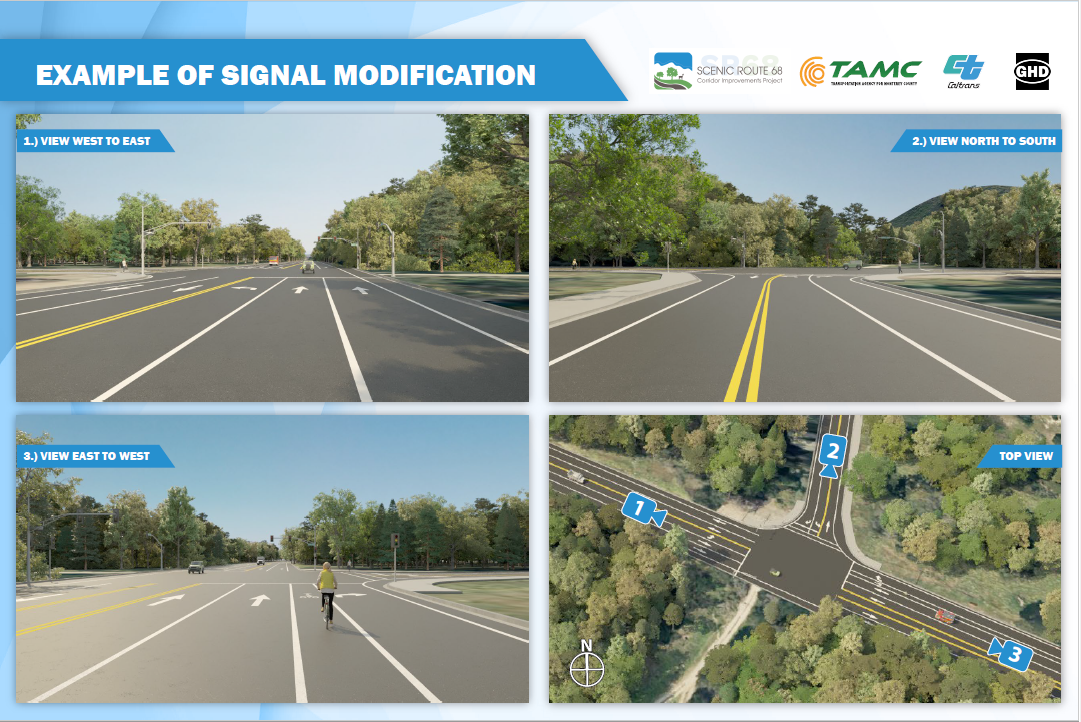 EXAMPLE OF SIGNAL MODIFICATION
SR68
SCENIC ROUTE 68
Corridor Improvements Project
TAMC
TRANSPORTATION AGENCY FOR MONTEREY COUNTY
ct
Caltrans
GHD
1.) VIEW WEST TO EAST
2.) VIEW NORTH TO SOUTH
3.) VIEW EAST TO WEST
TOP VIEW
2
1
3
N